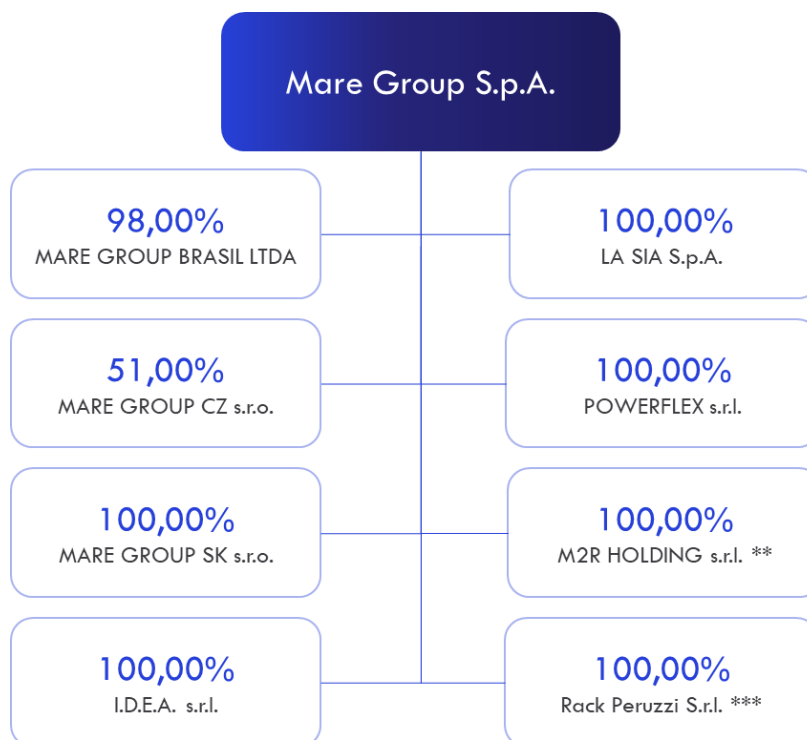 Mare Group S.p.A.
98,00%
MARE GROUP BRASIL LTDA
100,00%
LA SIA S.p.A.
51,00%
MARE GROUP CZ s.r.o.
100,00%
POWERFLEX s.r.l.
100,00%
MARE GROUP SK s.r.o.
100,00%
M2R HOLDING s.r.l. **
100,00%
I.D.E.A. s.r.l.
100,00%
Rack Peruzzi S.r.l. ***